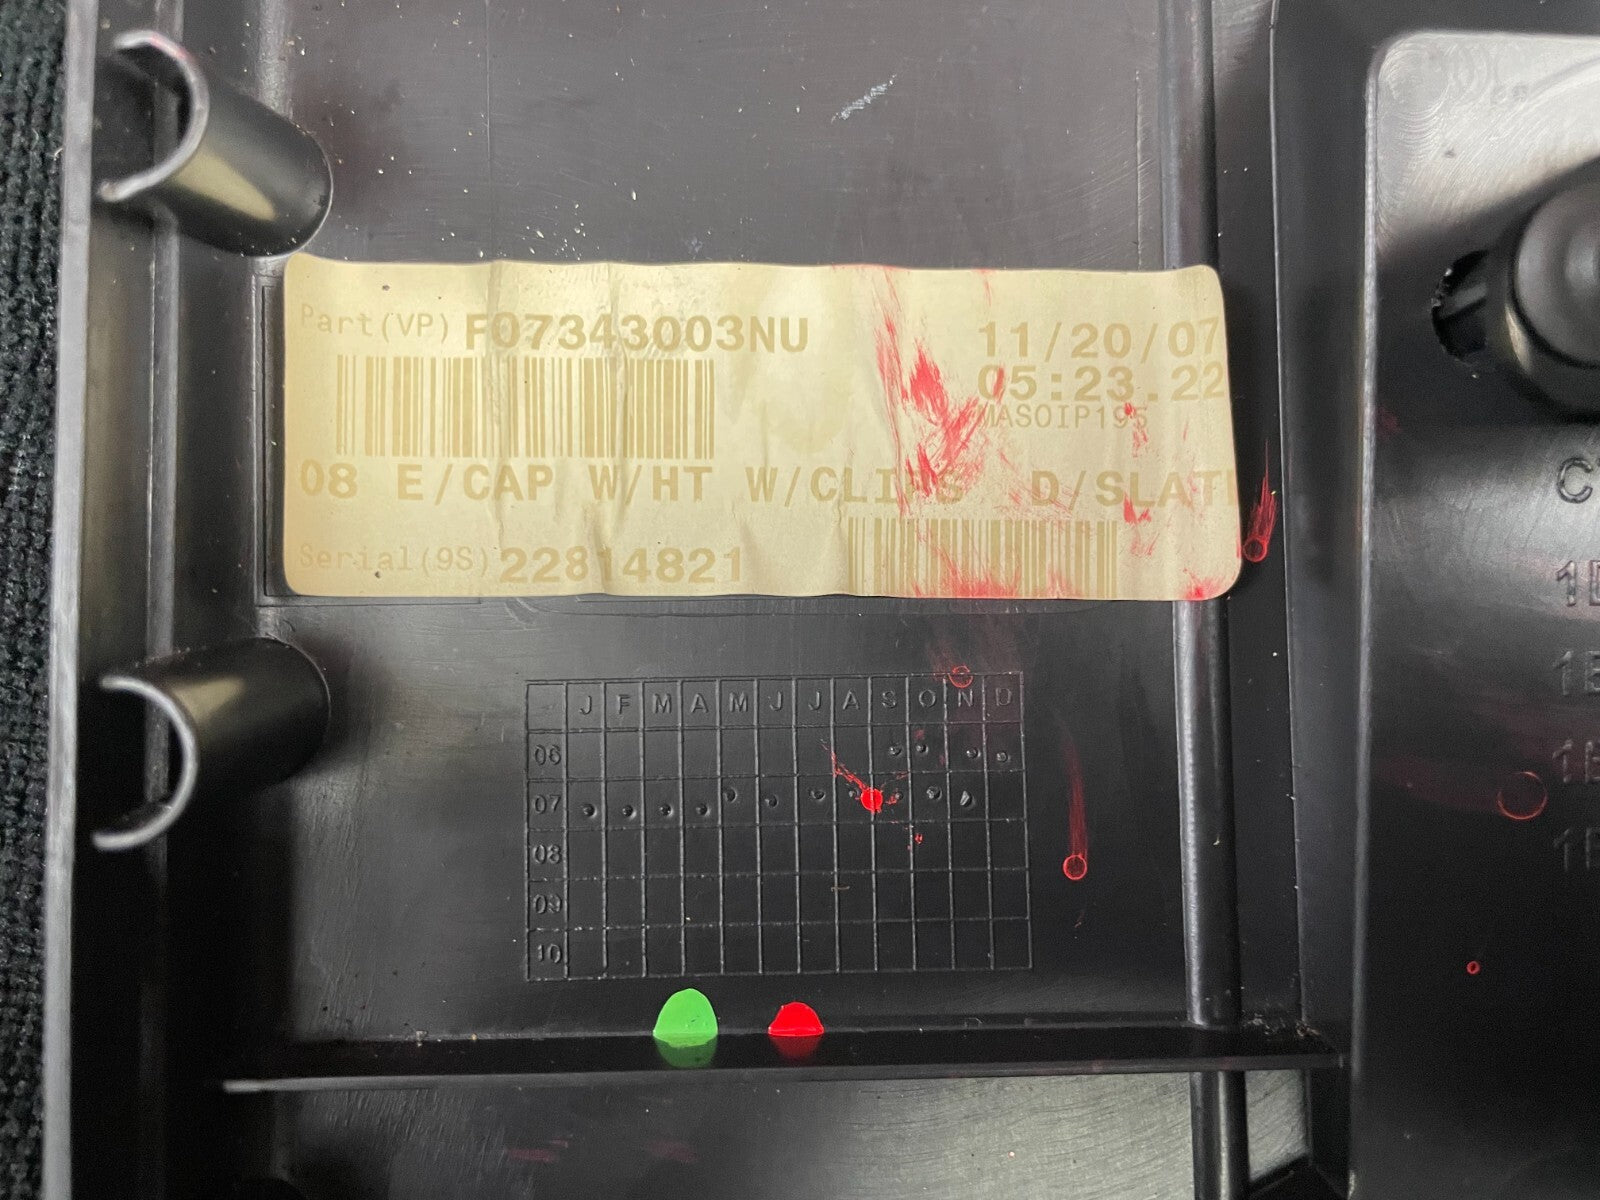 Part(VP) F07343003NU
11/20/07
05:23.22
MASOIP195
08 E/CAP W/HT W/CLIPS D/SLATE
Serial(9S) 22814821
J F M A M J J A S O N D
06
07
08
09
10